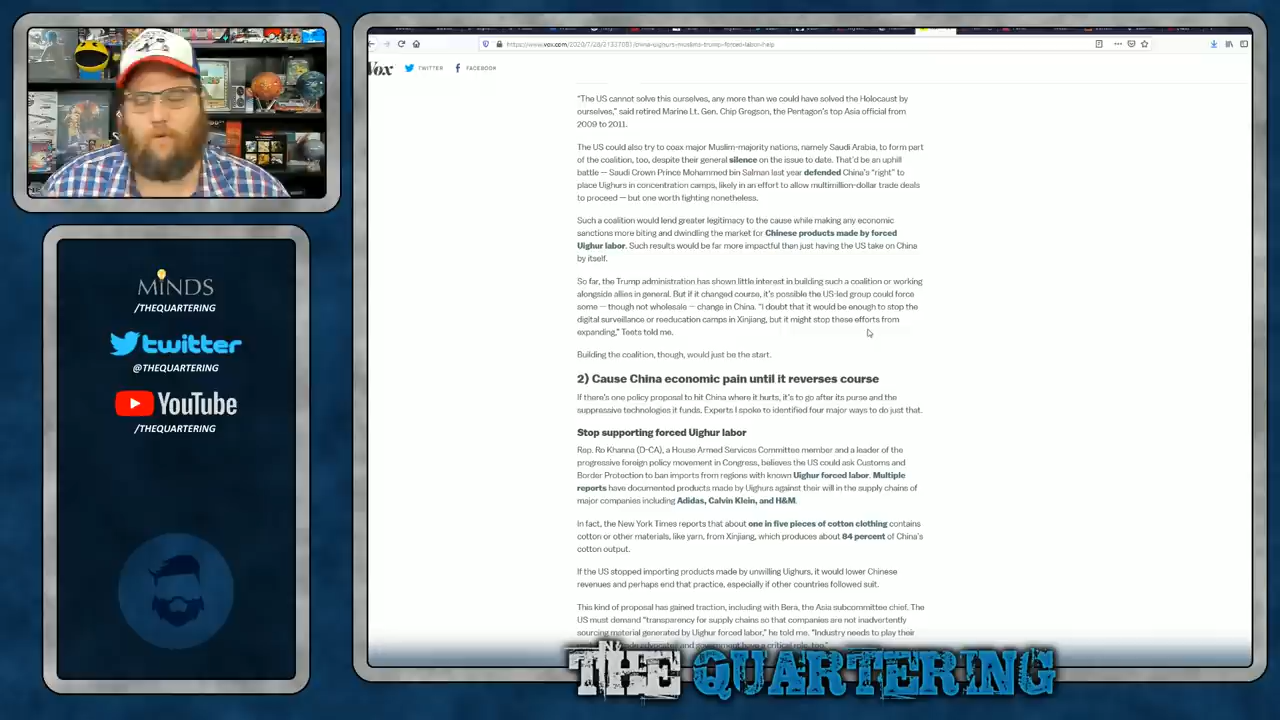 https://www.vox.com/2020/7/28/21333751/china-uighurs-muslims-trump-forced-labor-help
Vox
TWITTER
FACEBOOK
“The US cannot solve this ourselves, any more than we could have solved the Holocaust by
ourselves,” said retired Marine Lt. Gen. Chip Gregson, the Pentagon’s top Asia official from
2009 to 2011.
The US could also try to coax major Muslim-majority nations, namely Saudi Arabia, to form part
of the coalition, too, despite their general silence on the issue to date. That’d be an uphill
battle — Saudi Crown Prince Mohammed bin Salman last year defended China’s “right” to
place Uighurs in concentration camps, likely in an effort to allow multimillion-dollar trade deals
to proceed — but one worth fighting nonetheless.
Such a coalition would lend greater legitimacy to the cause while making any economic
sanctions more biting and dwindling the market for Chinese products made by forced
Uighur labor. Such results would be far more impactful than just having the US take on China
by itself.
So far, the Trump administration has shown little interest in building such a coalition or working
alongside allies in general. But if it changed course, it’s possible the US-led group could force
some — though not wholesale — change in China. “I doubt that it would be enough to stop the
digital surveillance or reeducation camps in Xinjiang, but it might stop these efforts from
expanding,” Teets told me.
Building the coalition, though, would just be the start.
2) Cause China economic pain until it reverses course
If there’s one policy proposal to hit China where it hurts, it’s to go after its purse and the
suppressive technologies it funds. Experts I spoke to identified four major ways to do just that.
Stop supporting forced Uighur labor
Rep. Ro Khanna (D-CA), a House Armed Services Committee member and a leader of the
progressive foreign policy movement in Congress, believes the US could ask Customs and
Border Protection to ban imports from regions with known Uighur forced labor. Multiple
reports have documented products made by Uighurs against their will in the supply chains of
major companies including Adidas, Calvin Klein, and H&M.
In fact, the New York Times reports that about one in five pieces of cotton clothing contains
cotton or other materials, like yarn, from Xinjiang, which produces about 84 percent of China’s
cotton output.
If the US stopped importing products made by unwilling Uighurs, it would lower Chinese
revenues and perhaps end that practice, especially if other countries followed suit.
This kind of proposal has gained traction, including with Bera, the Asia subcommittee chief. The
US must demand “transparency for supply chains so that companies are not inadvertently
sourcing material generated by Uighur forced labor,” he told me. “Industry needs to play their
and government have a critical role, too.”
MINDS
/THEQUARTERING
twitter
@THEQUARTERING
YouTube
/THEQUARTERING
THE QUARTERING